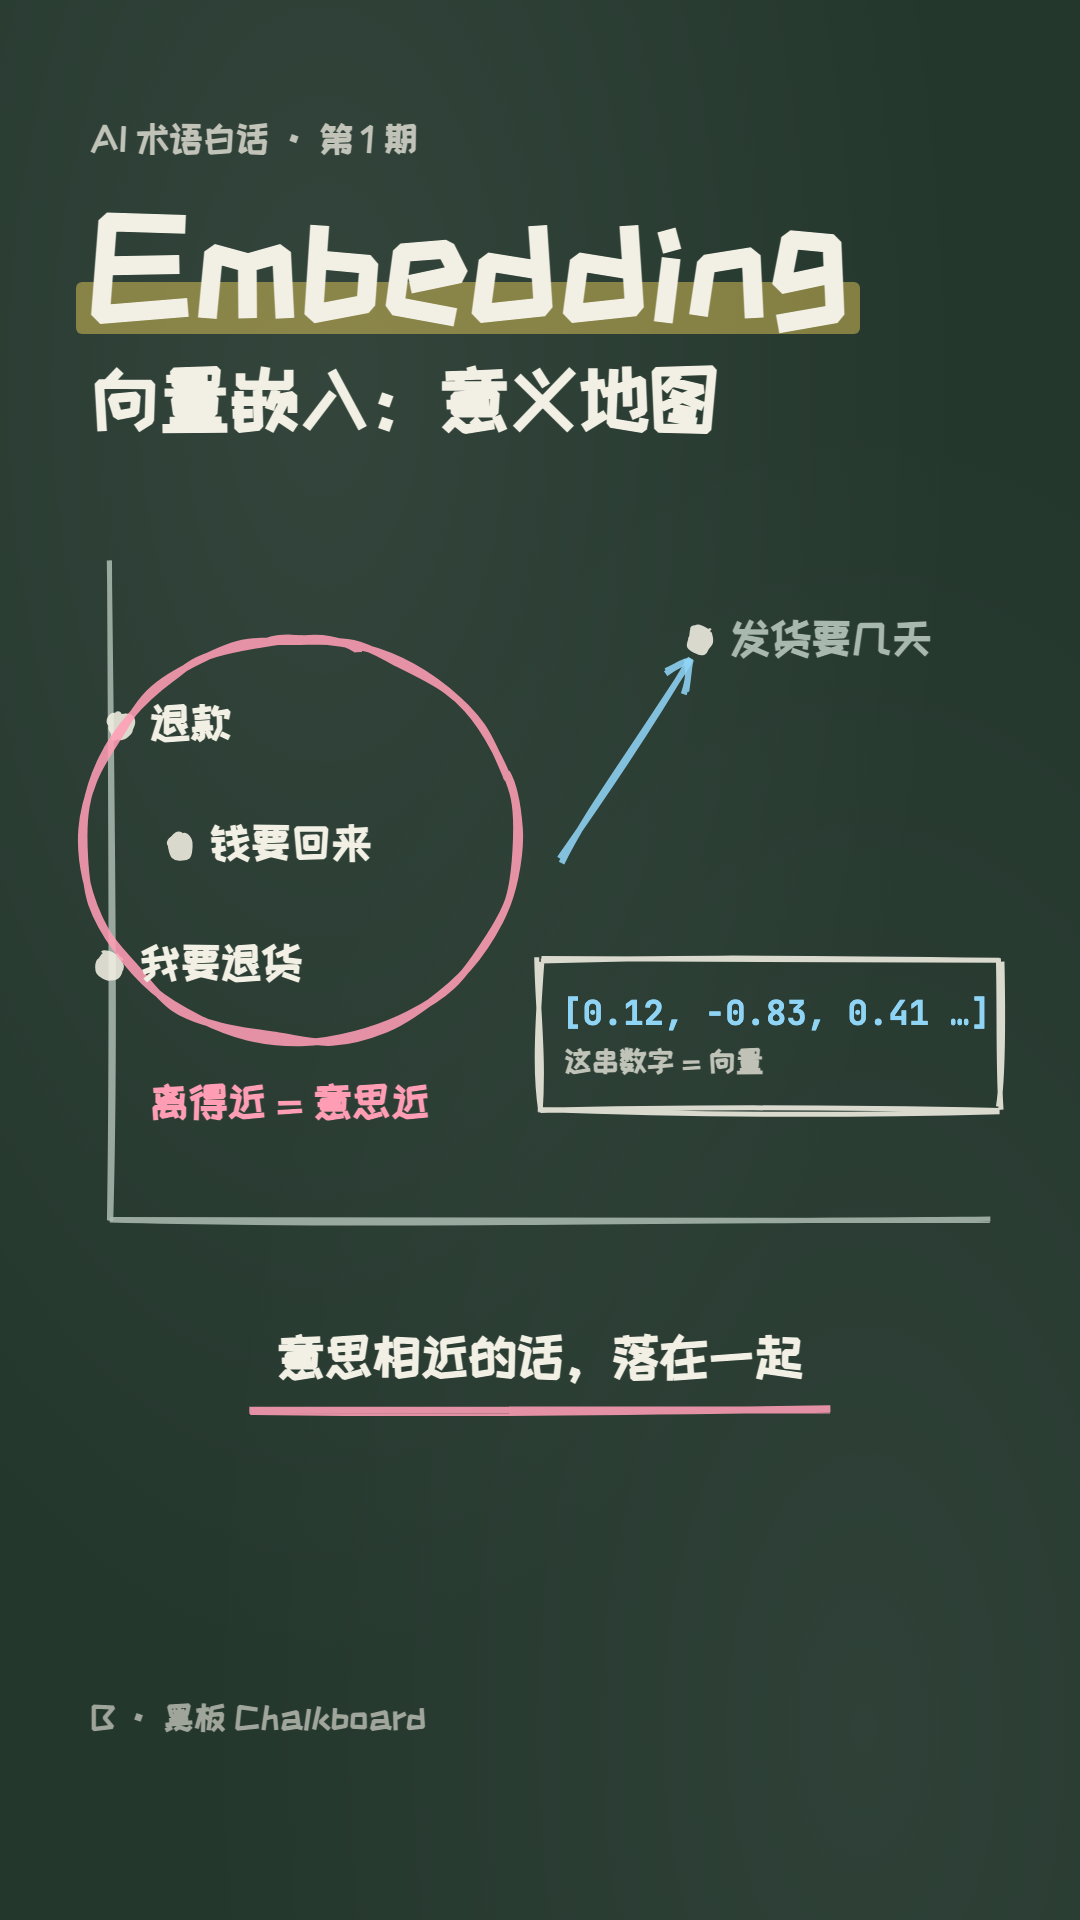 AI 术语白话 · 第1期
Embedding
向量嵌入：意义地图
发货要几天
退款
钱要回来
我要退货
[0.12, -0.83, 0.41 …]
这串数字 = 向量
离得近 = 意思近
意思相近的话，落在一起
B · 黑板 Chalkboard